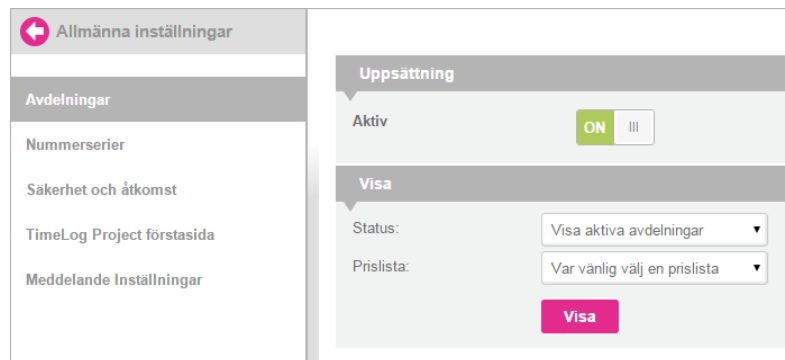 Allmänna inställningar
Avdelningar
Nummerserier
Säkerhet och åtkomst
TimeLog Project förstasida
Meddelande Inställningar
Uppsättning
Aktiv
ON
Visa
Status:
Visa aktiva avdelningar
Prislista:
Var vänlig välj en prislista
Visa